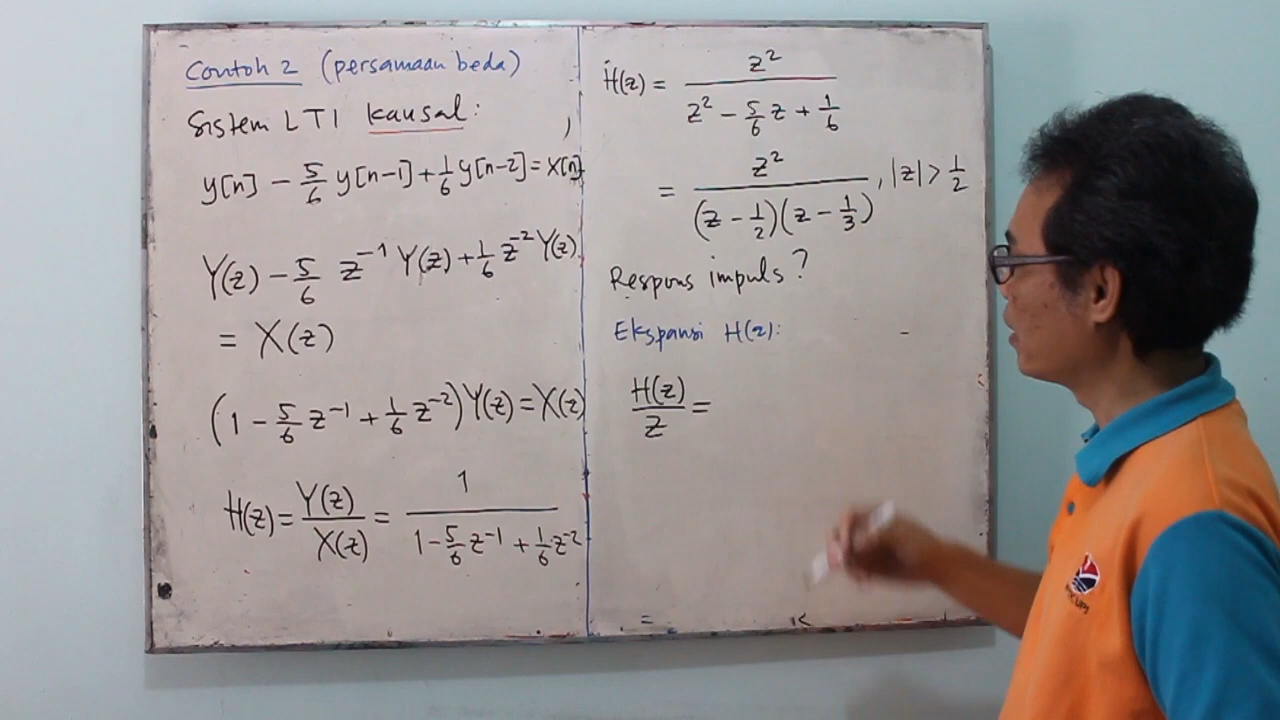 Contoh 2 (persamaan beda)
Sistem LTI kausal:
y[n] - 5/6 y[n-1] + 1/6 y[n-2] = x[n]
Y(z) - 5/6 z^-1 Y(z) + 1/6 z^-2 Y(z)
= X(z)
(1 - 5/6 z^-1 + 1/6 z^-2) Y(z) = X(z)
H(z) = Y(z)/X(z) = 1/(1 - 5/6 z^-1 + 1/6 z^-2)
H(z) = z^2/(z^2 - 5/6 z + 1/6)
= z^2/((z - 1/2)(z - 1/3)), |z| > 1/2
Respons impuls?
Ekspansi H(z):
H(z)/z =